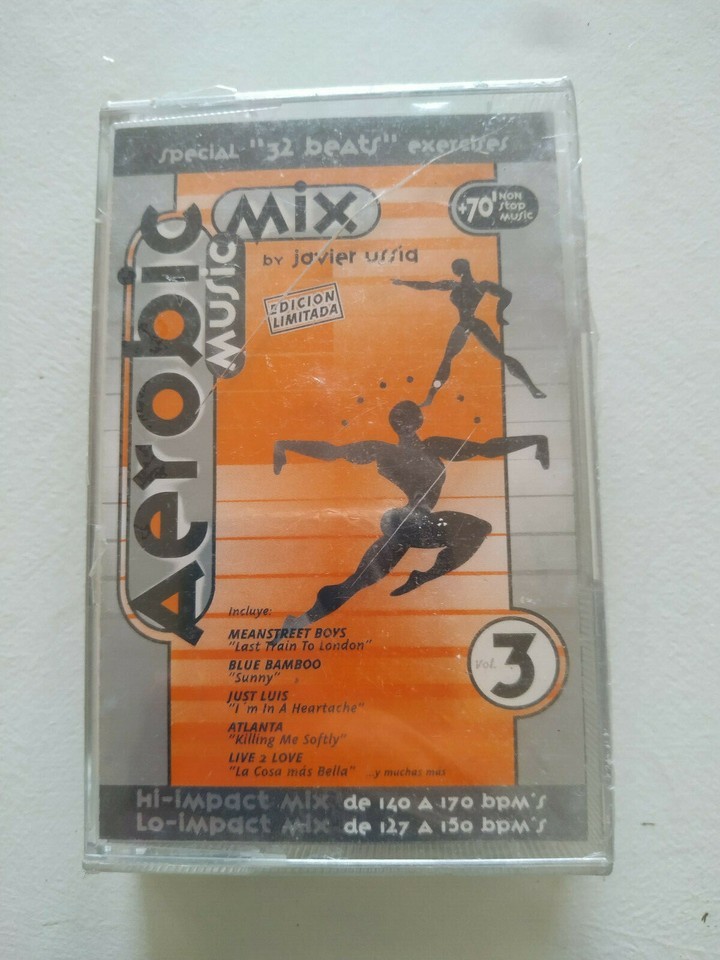 special "32 beats" exercises
Aerobic
Music
Mix
+70' NON
Stop
Music
by javier ussia
EDICION
LIMITADA
Incluye:
MEANSTREET BOYS
"Last Train To London"
BLUE BAMBOO
"Sunny"
JUST LUIS
"I´m In A Heartache"
ATLANTA
"Killing Me Softly"
LIVE 2 LOVE
"La Cosa más Bella" ...y muchas más
Vol. 3
Hi-impact mix de 140 A 170 bpm's
Lo-impact mix de 127 A 150 bpm's